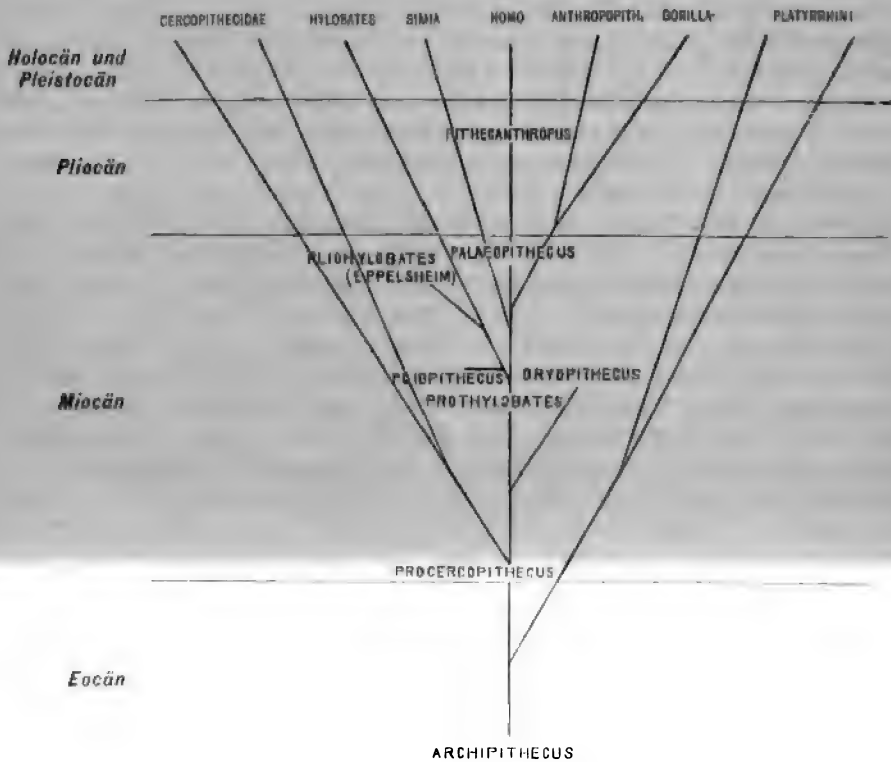 CERCOPITHECIDAE HYLOBATES SIMIA HOMO ANTHROPOPITH. GORILLA PLATYRRHINI
Holocän und
Pleistocän
PITHECANTHROPUS
Pliocän
PALAEOPITHECUS
PLIOHYLOBATES
(EPPELSHEIM)
PLIOPITHECUS DRYOPITHECUS
Miocän
PROTHYLOBATES
PROCERCOPITHECUS
Eocän
ARCHIPITHECUS